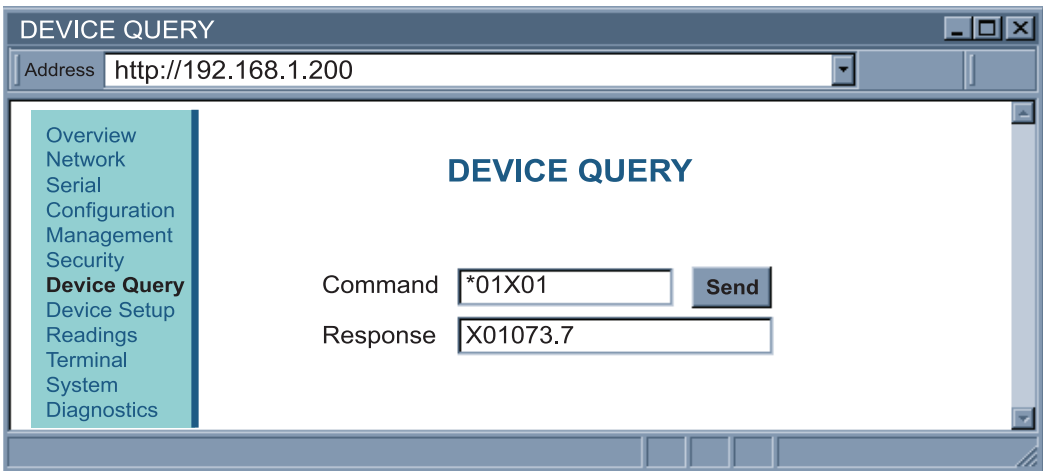 DEVICE QUERY
Address http://192.168.1.200
Overview
Network
Serial
Configuration
Management
Security
Device Query
Device Setup
Readings
Terminal
System
Diagnostics
DEVICE QUERY
Command *01X01 Send
Response X01073.7